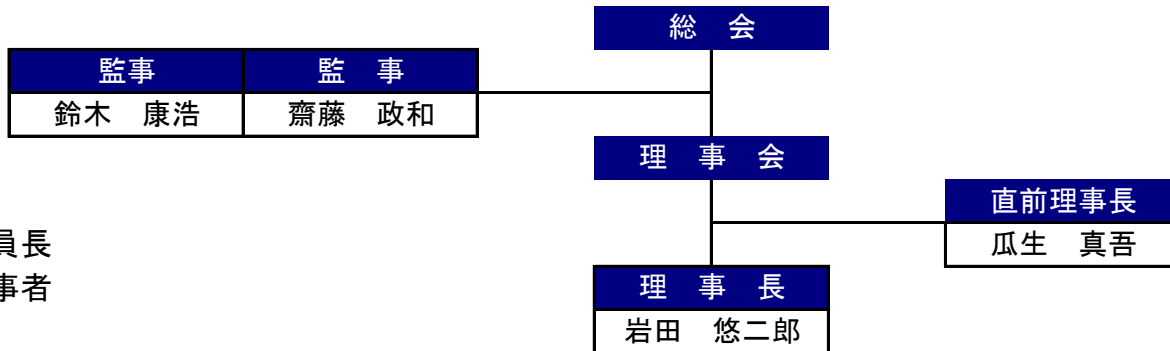 総　会
監事　監　事
鈴木　康浩　齋藤　政和
理　事　会
直前理事長
瓜生　真吾
員長
事者
理　事　長
岩田　悠二郎